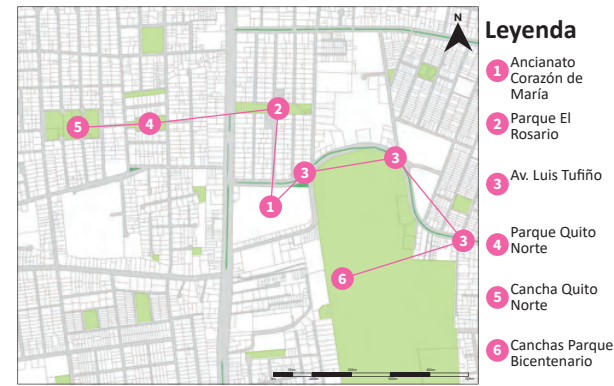 N
Leyenda
1 Ancianato
Corazón de
María
2 Parque El
Rosario
3 Av. Luis Tufiño
4 Parque Quito
Norte
5 Cancha Quito
Norte
6 Canchas Parque
Bicentenario
2
5
4
3
3
1
3
6